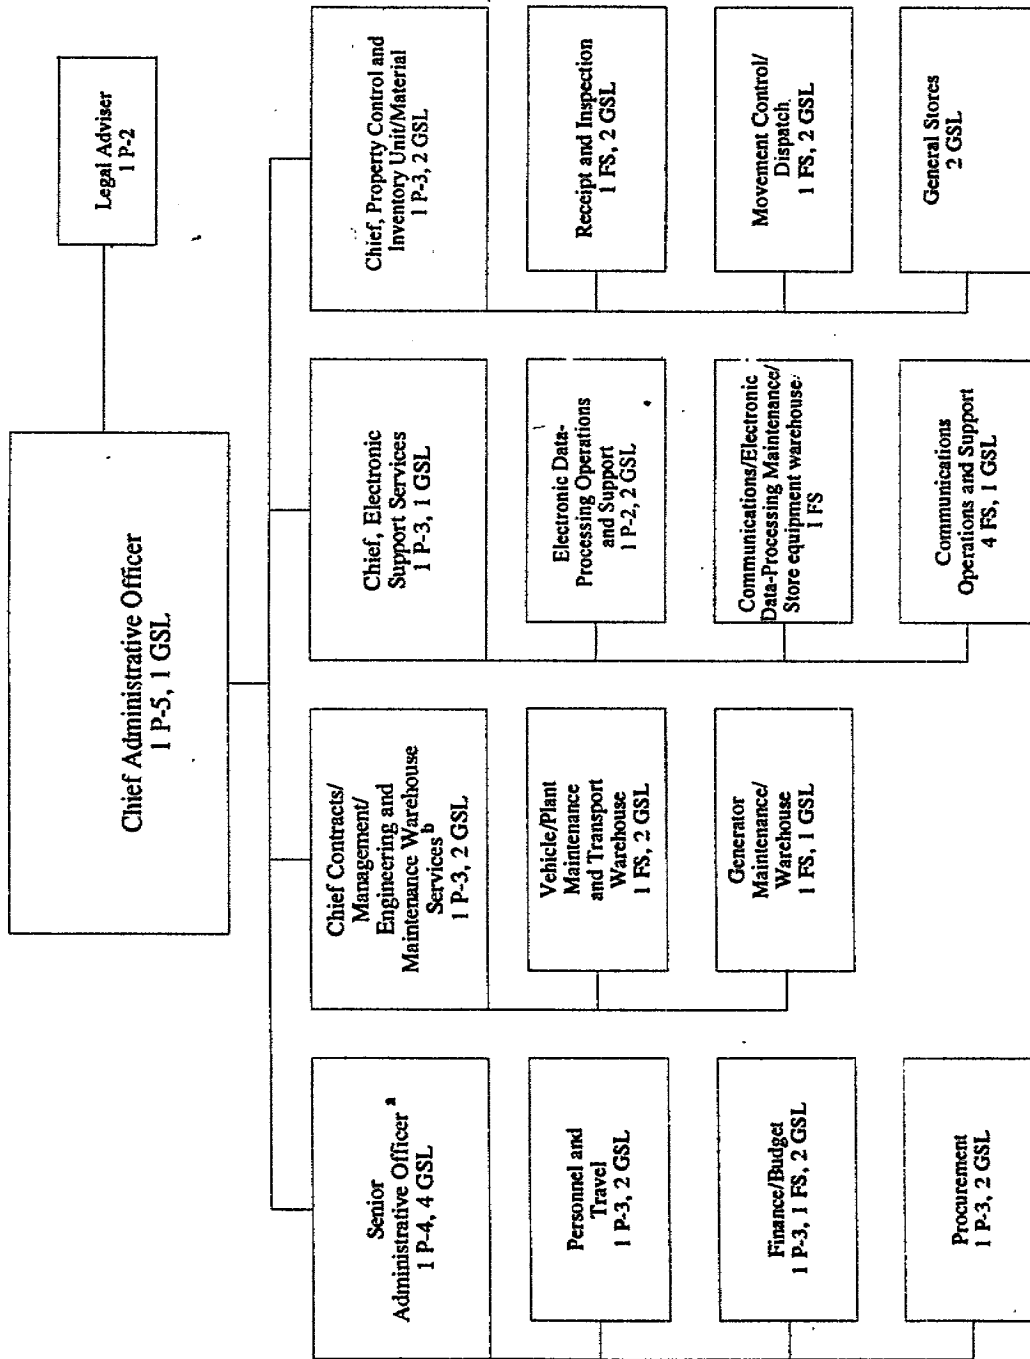 Chief Administrative Officer
1 P-5, 1 GSL
Legal Adviser
1 P-2
Senior
Administrative Officer a
1 P-4, 4 GSL
Personnel and
Travel
1 P-3, 2 GSL
Finance/Budget
1 P-3, 1 FS, 2 GSL
Procurement
1 P-3, 2 GSL
Chief Contracts/
Management/
Engineering and
Maintenance Warehouse
Services b
1 P-3, 2 GSL
Vehicle/Plant
Maintenance
and Transport
Warehouse
1 FS, 2 GSL
Generator
Maintenance/
Warehouse
1 FS, 1 GSL
Chief, Electronic
Support Services
1 P-3, 1 GSL
Electronic Data-
Processing Operations
and Support
1 P-2, 2 GSL
Communications/Electronic
Data-Processing Maintenance/
Store equipment warehouse/
1 FS
Communications
Operations and Support
4 FS, 1 GSL
Chief, Property Control and
Inventory Unit/Material
1 P-3, 2 GSL
Receipt and Inspection
1 FS, 2 GSL
Movement Control/
Dispatch
1 FS, 2 GSL
General Stores
2 GSL